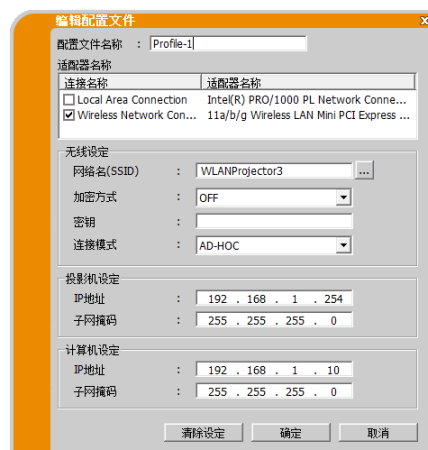 编辑配置文件 x
配置文件名称 : Profile-1
适配器名称
连接名称 适配器名称
Local Area Connection Intel(R) PRO/1000 PL Network Conne...
Wireless Network Con... 11a/b/g Wireless LAN Mini PCI Express ...
无线设定
网络名(SSID) : WLANProjector3 ...
加密方式 : OFF
密钥 :
连接模式 : AD-HOC
投影机设定
IP地址 : 192 . 168 . 1 . 254
子网掩码 : 255 . 255 . 255 . 0
计算机设定
IP地址 : 192 . 168 . 1 . 10
子网掩码 : 255 . 255 . 255 . 0
清除设定 确定 取消